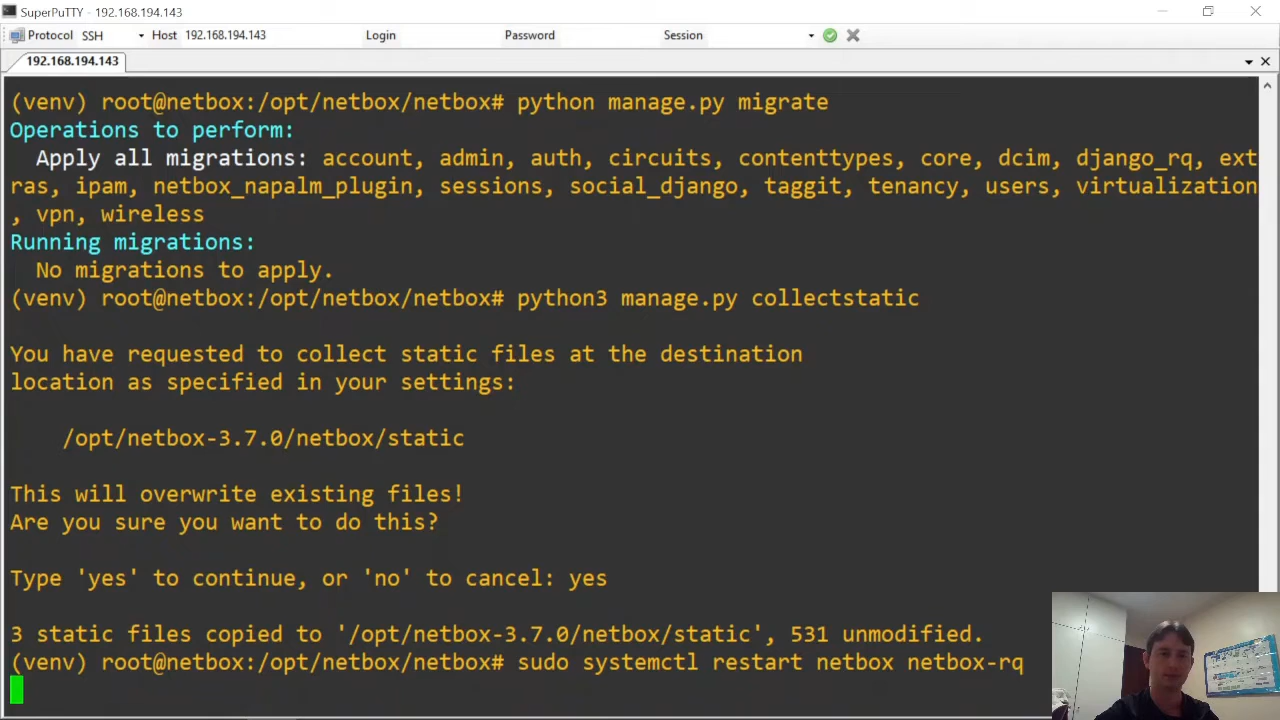 SuperPuTTY - 192.168.194.143
Protocol SSH Host 192.168.194.143 Login Password Session
192.168.194.143
(venv) root@netbox:/opt/netbox/netbox# python manage.py migrate
Operations to perform:
  Apply all migrations: account, admin, auth, circuits, contenttypes, core, dcim, django_rq, ext
ras, ipam, netbox_napalm_plugin, sessions, social_django, taggit, tenancy, users, virtualization
, vpn, wireless
Running migrations:
  No migrations to apply.
(venv) root@netbox:/opt/netbox/netbox# python3 manage.py collectstatic
You have requested to collect static files at the destination
location as specified in your settings:
    /opt/netbox-3.7.0/netbox/static
This will overwrite existing files!
Are you sure you want to do this?
Type 'yes' to continue, or 'no' to cancel: yes
3 static files copied to '/opt/netbox-3.7.0/netbox/static', 531 unmodified.
(venv) root@netbox:/opt/netbox/netbox# sudo systemctl restart netbox netbox-rq